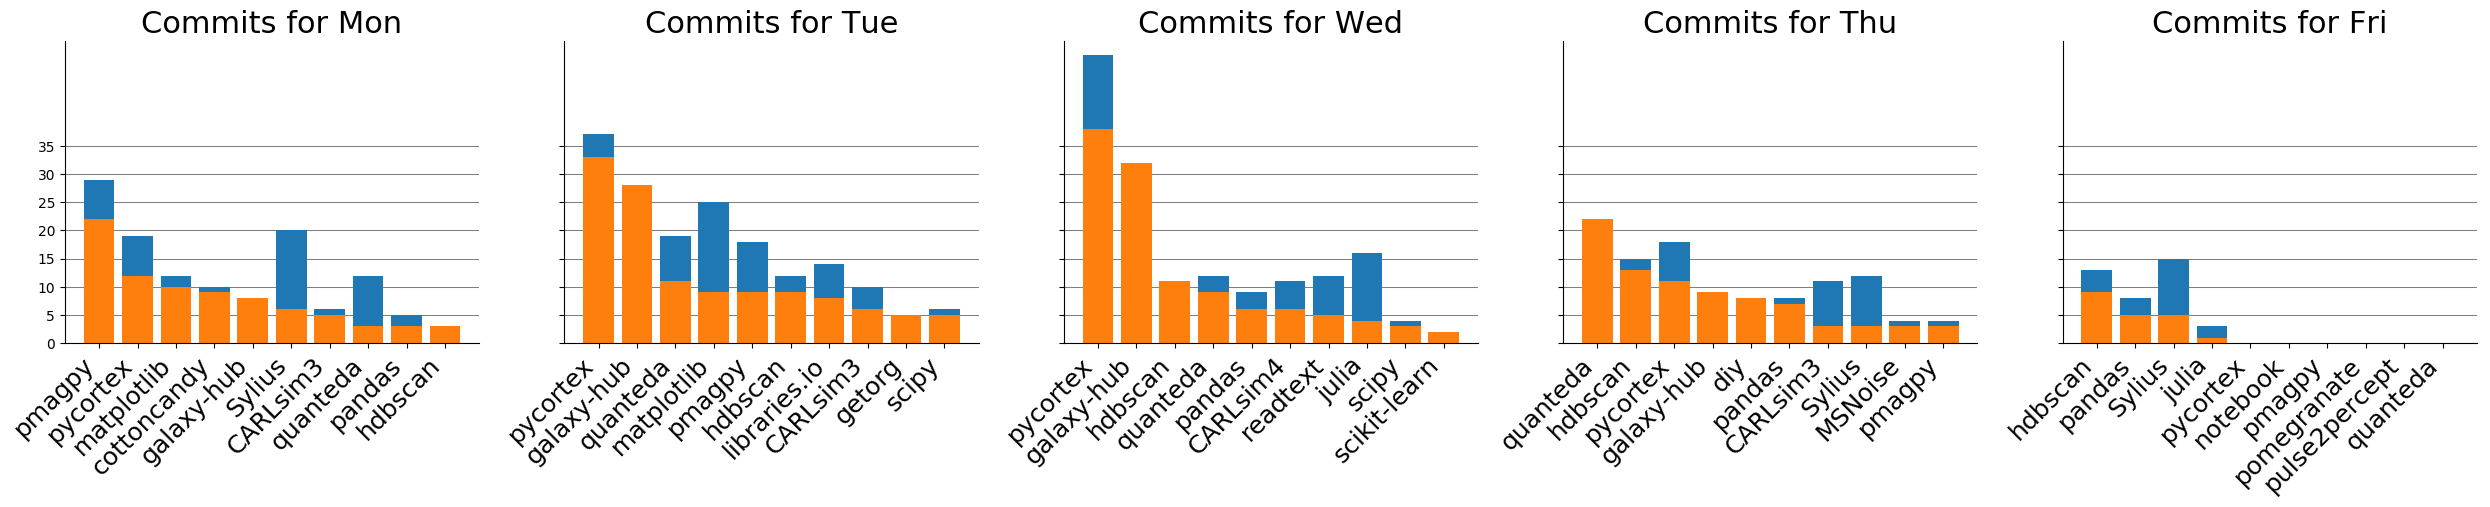 Commits for Mon
35
30
25
20
15
10
5
0
pmagpy
pycortex
matplotlib
cottoncandy
galaxy-hub
Sylius
CARLsim3
quanteda
pandas
hdbscan
Commits for Tue
pycortex
galaxy-hub
quanteda
matplotlib
pmagpy
hdbscan
libraries.io
CARLsim3
getorg
scipy
Commits for Wed
pycortex
galaxy-hub
hdbscan
quanteda
pandas
CARLsim4
readtext
julia
scipy
scikit-learn
Commits for Thu
quanteda
hdbscan
pycortex
galaxy-hub
diy
pandas
CARLsim3
Sylius
MSNoise
pmagpy
Commits for Fri
hdbscan
pandas
Sylius
julia
pycortex
notebook
pmagpy
pomegranate
pulse2percept
quanteda